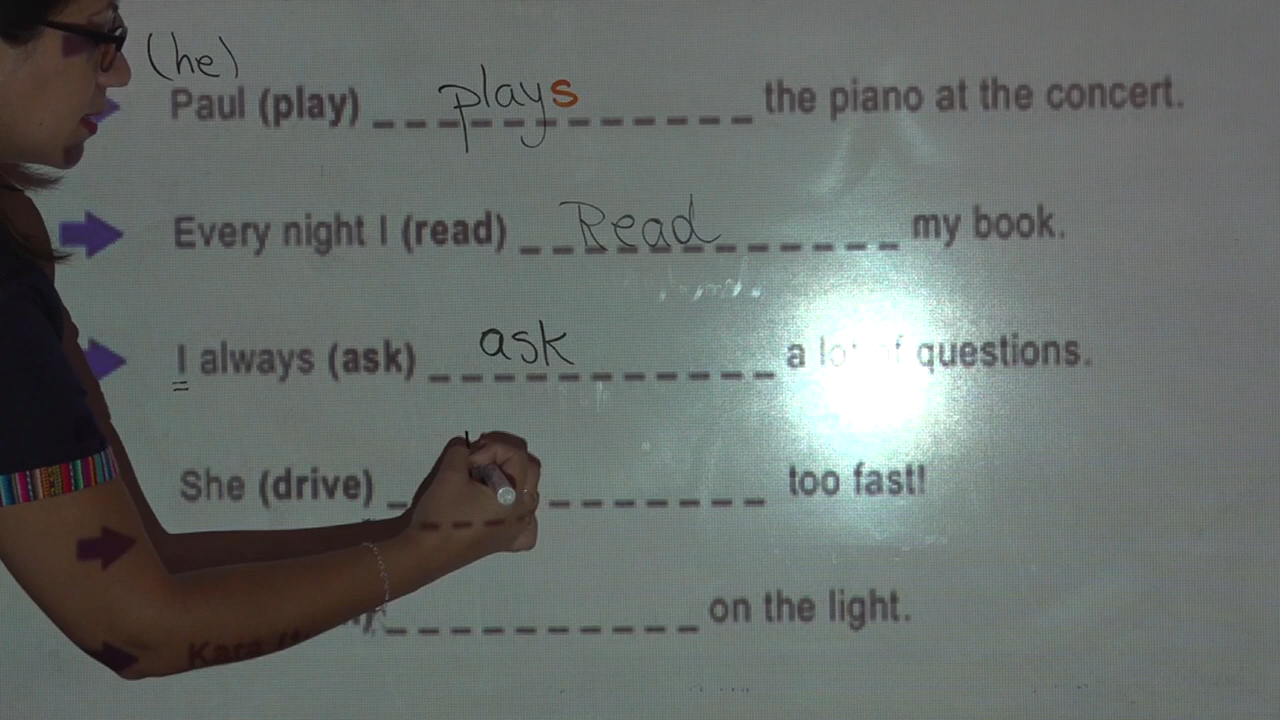 (he)
Paul (play) plays the piano at the concert.
Every night I (read) Read my book.
I always (ask) ask a lot of questions.
She (drive) too fast!
Kara on the light.